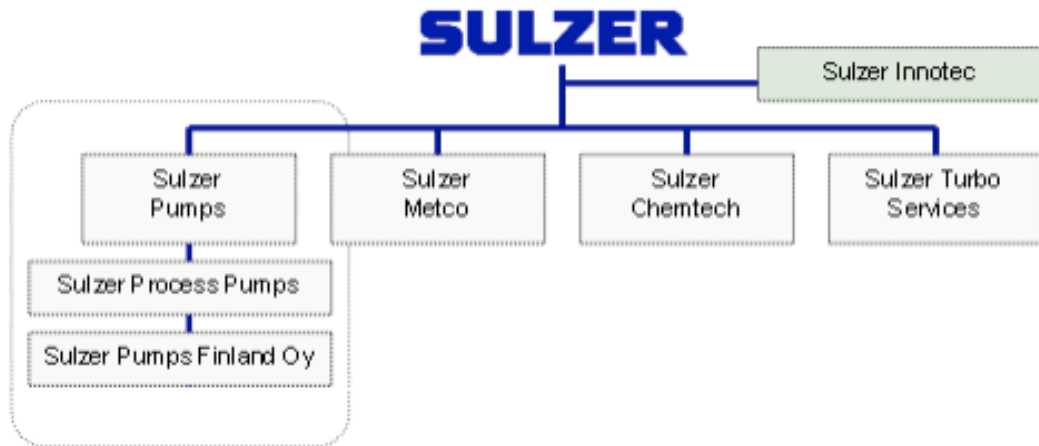 SULZER
Sulzer Innotec
Sulzer
Pumps
Sulzer
Metco
Sulzer
Chemtech
Sulzer Turbo
Services
Sulzer Process Pumps
Sulzer Pumps Finland Oy